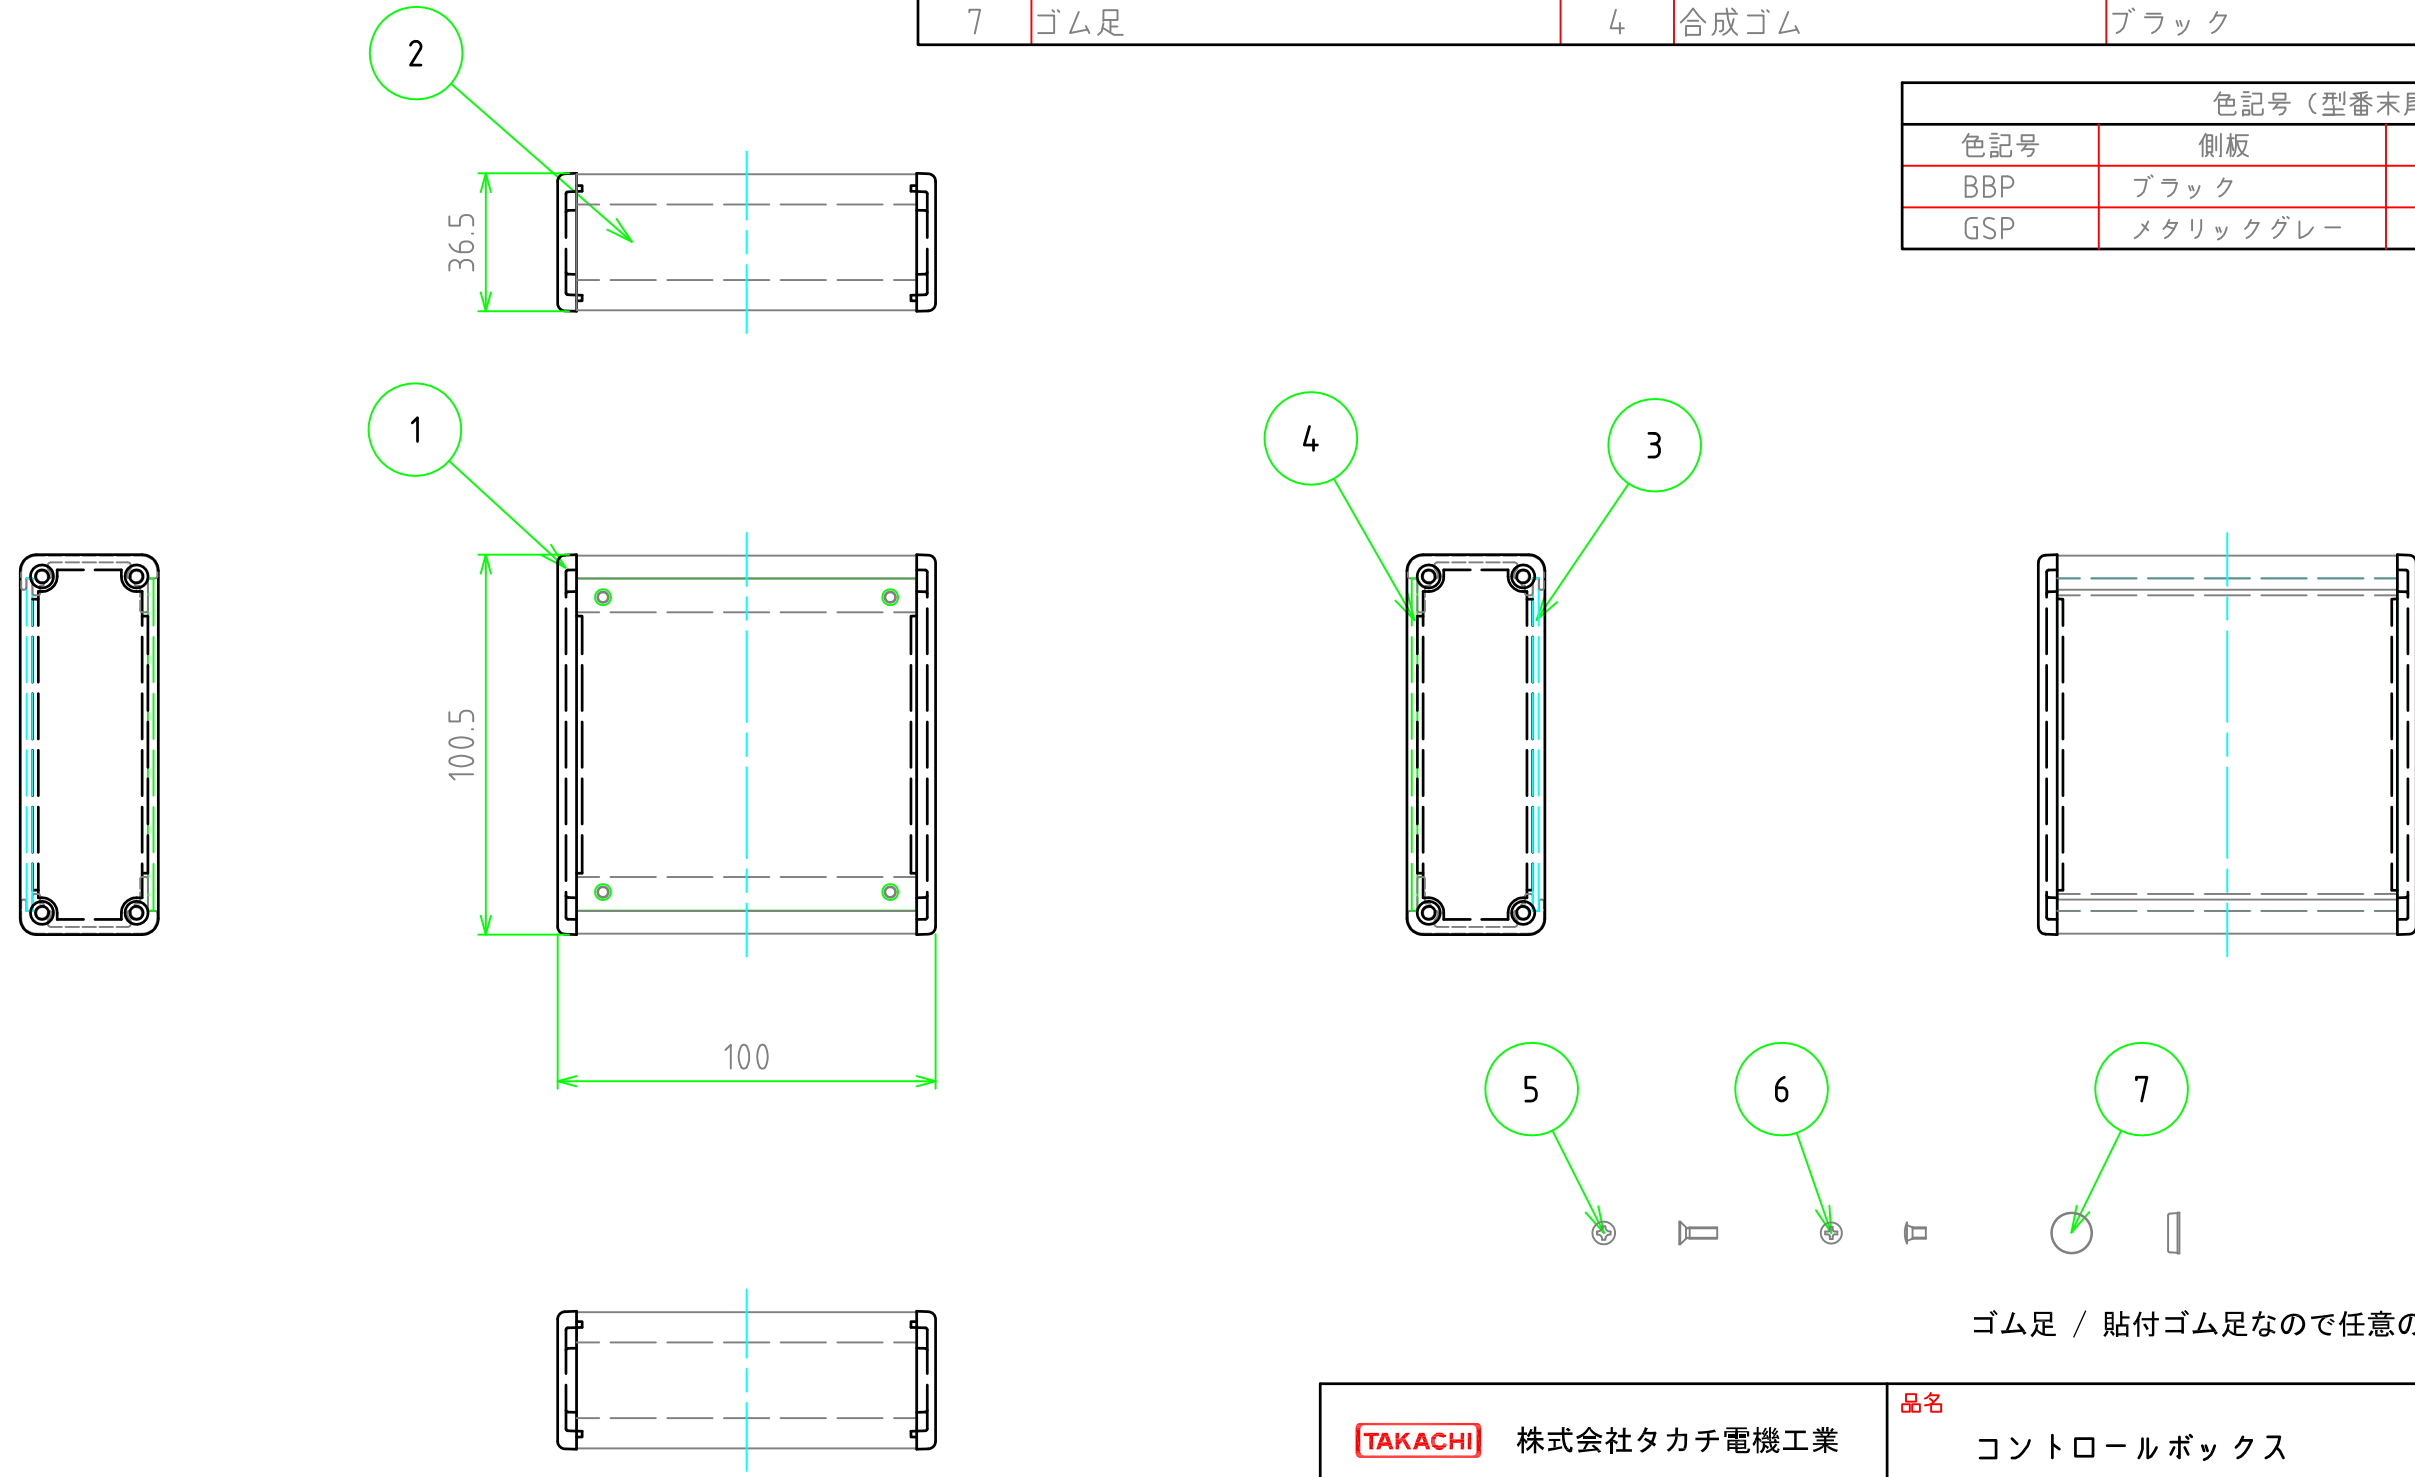 7 ゴム足 4 合成ゴム ブラック
2
色記号（型番末尾
色記号 側板
BBP ブラック
GSP メタリックグレー
36.5
1
4
3
100.5
100
5
6
7
ゴム足 / 貼付ゴム足なので任意の
品名
TAKACHI 株式会社タカチ電機工業
コントロールボックス